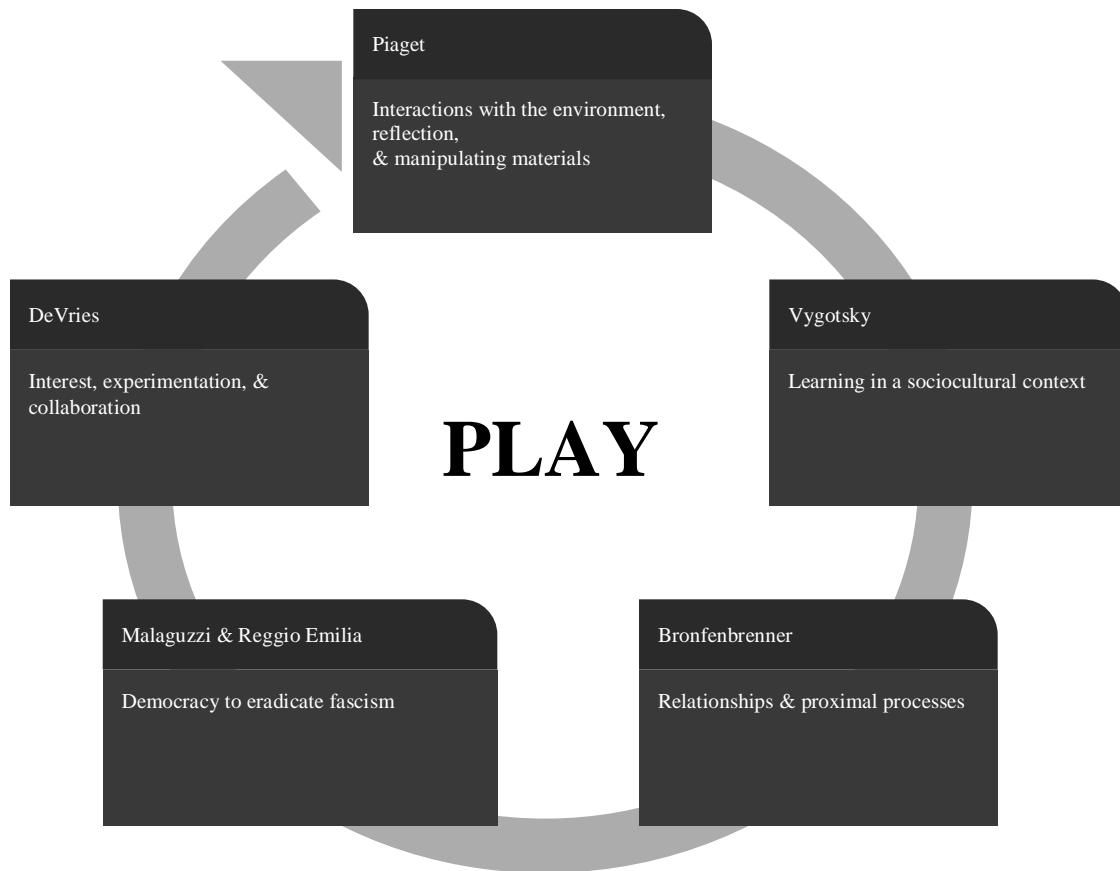 Piaget
Interactions with the environment,
reflection,
& manipulating materials
Vygotsky
Learning in a sociocultural context
Bronfenbrenner
Relationships & proximal processes
Malaguzzi & Reggio Emilia
Democracy to eradicate fascism
DeVries
Interest, experimentation, &
collaboration
PLAY